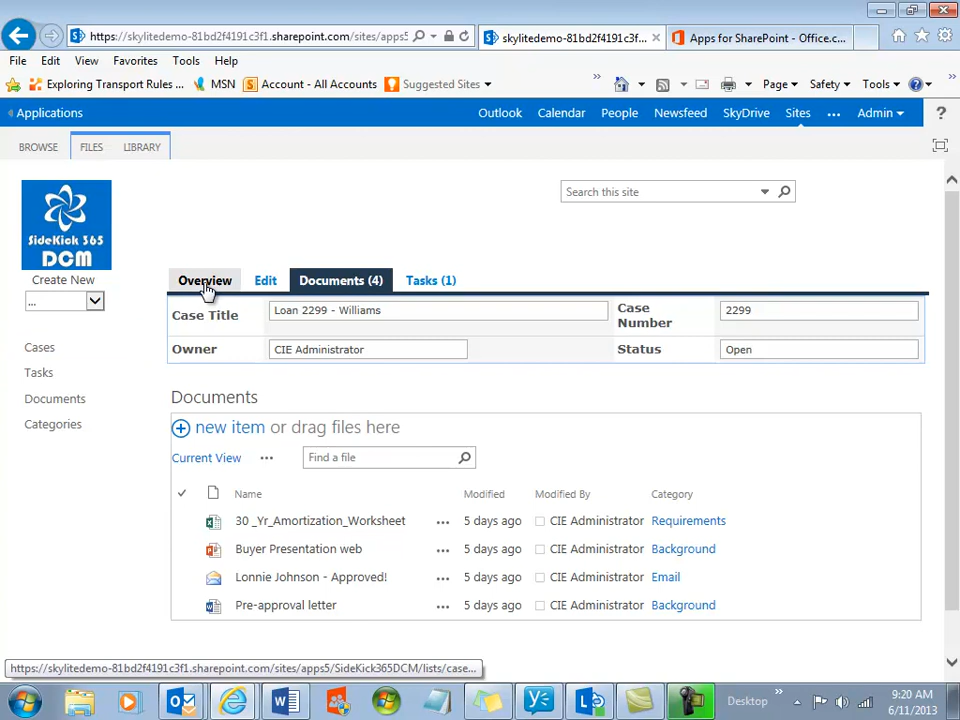 https://skylitedemo-81bd2f4191c3f1.sharepoint.com/sites/apps5
skylitedemo-81bd2f4191c3f1....
Apps for SharePoint - Office.c...
File Edit View Favorites Tools Help
Exploring Transport Rules ... MSN Account - All Accounts Suggested Sites
» Page Safety Tools »
Applications
Outlook Calendar People Newsfeed SkyDrive Sites ... Admin ?
BROWSE FILES LIBRARY
SideKick 365
DCM
Search this site
Create New
...
Overview Edit Documents (4) Tasks (1)
Case Title Loan 2299 - Williams Case Number 2299
Owner CIE Administrator Status Open
Cases
Tasks
Documents
Categories
Documents
new item or drag files here
Current View ... Find a file
Name Modified Modified By Category
30 _Yr_Amortization_Worksheet ... 5 days ago CIE Administrator Requirements
Buyer Presentation web ... 5 days ago CIE Administrator Background
Lonnie Johnson - Approved! ... 5 days ago CIE Administrator Email
Pre-approval letter ... 5 days ago CIE Administrator Background
https://skylitedemo-81bd2f4191c3f1.sharepoint.com/sites/apps5/SideKick365DCM/lists/case...
Desktop »
9:20 AM
6/11/2013